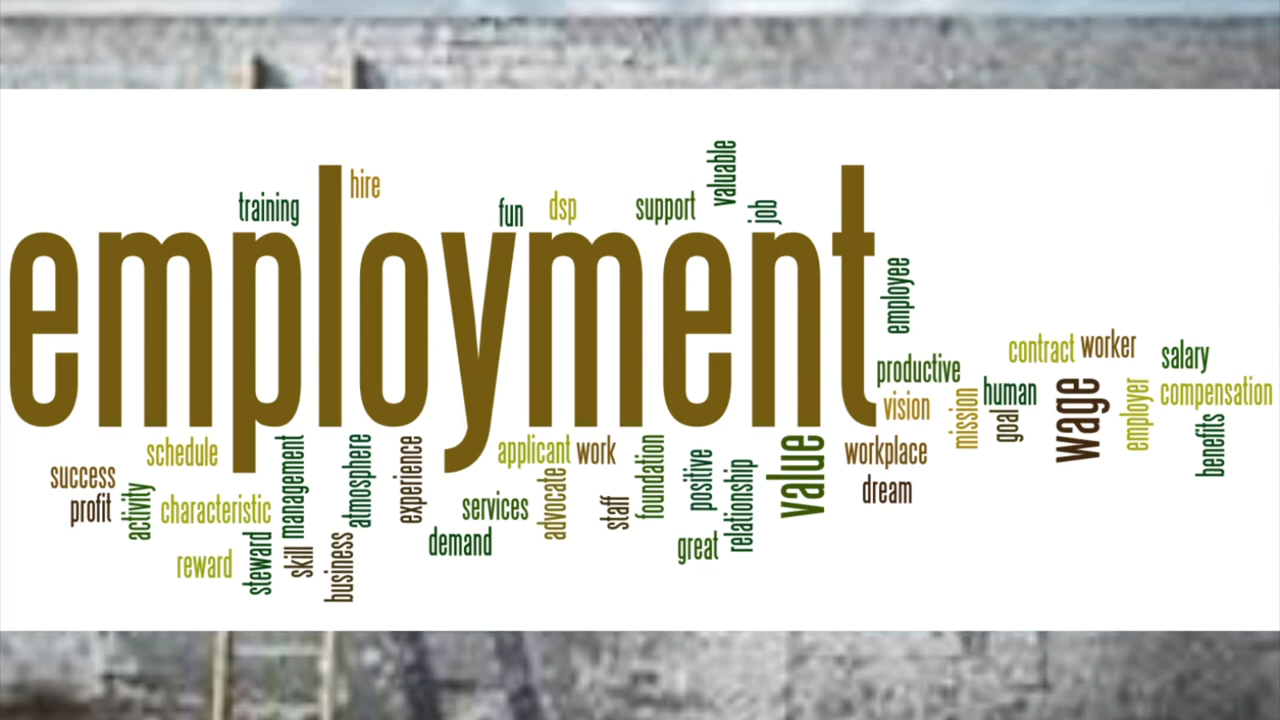 valuable
hire
training
fun
dsp
support
job
employment
employee
contract
worker
salary
productive
human
compensation
vision
mission
goal
wage
employer
benefits
schedule
management
atmosphere
experience
applicant
work
foundation
positive
relationship
value
workplace
success
profit
activity
characteristic
services
advocate
staff
dream
demand
great
reward
steward
skill
business